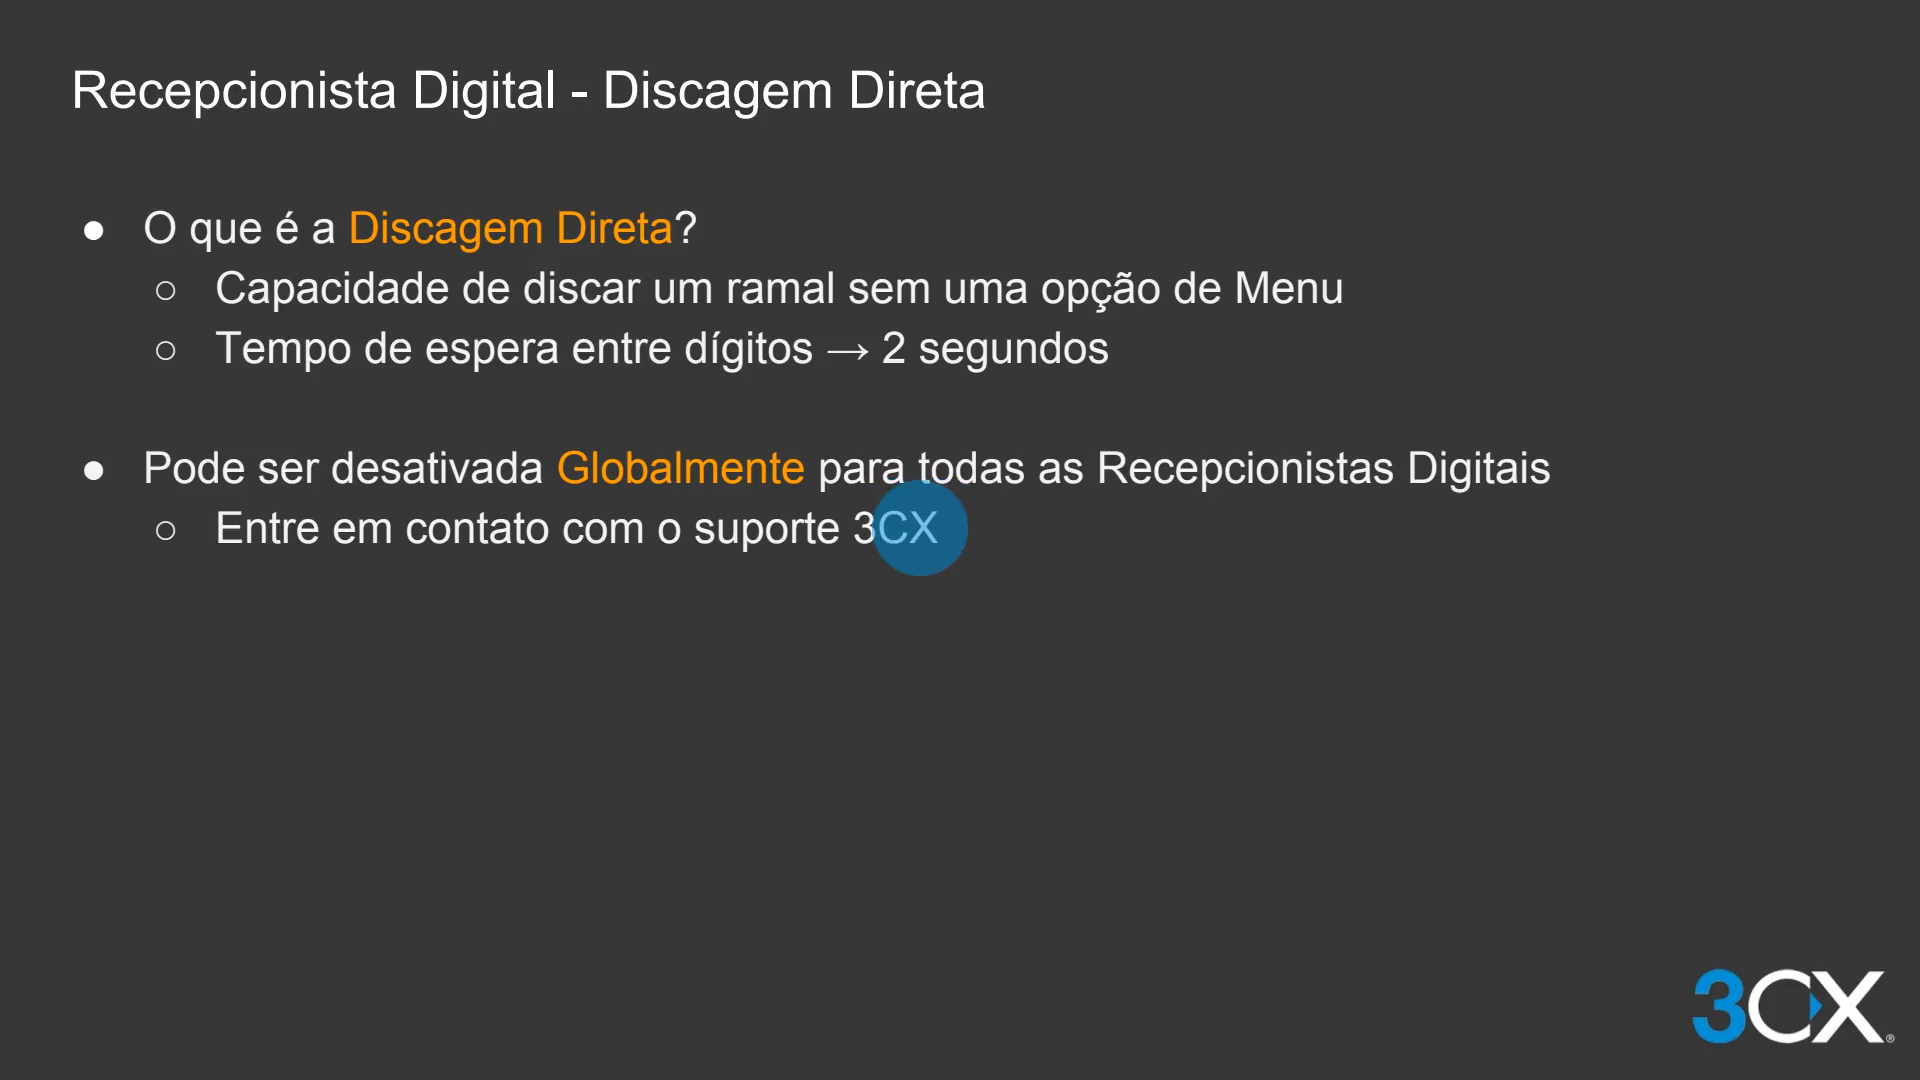 Recepcionista Digital - Discagem Direta
● O que é a Discagem Direta?
○ Capacidade de discar um ramal sem uma opção de Menu
○ Tempo de espera entre dígitos → 2 segundos
● Pode ser desativada Globalmente para todas as Recepcionistas Digitais
○ Entre em contato com o suporte 3CX
3CX®